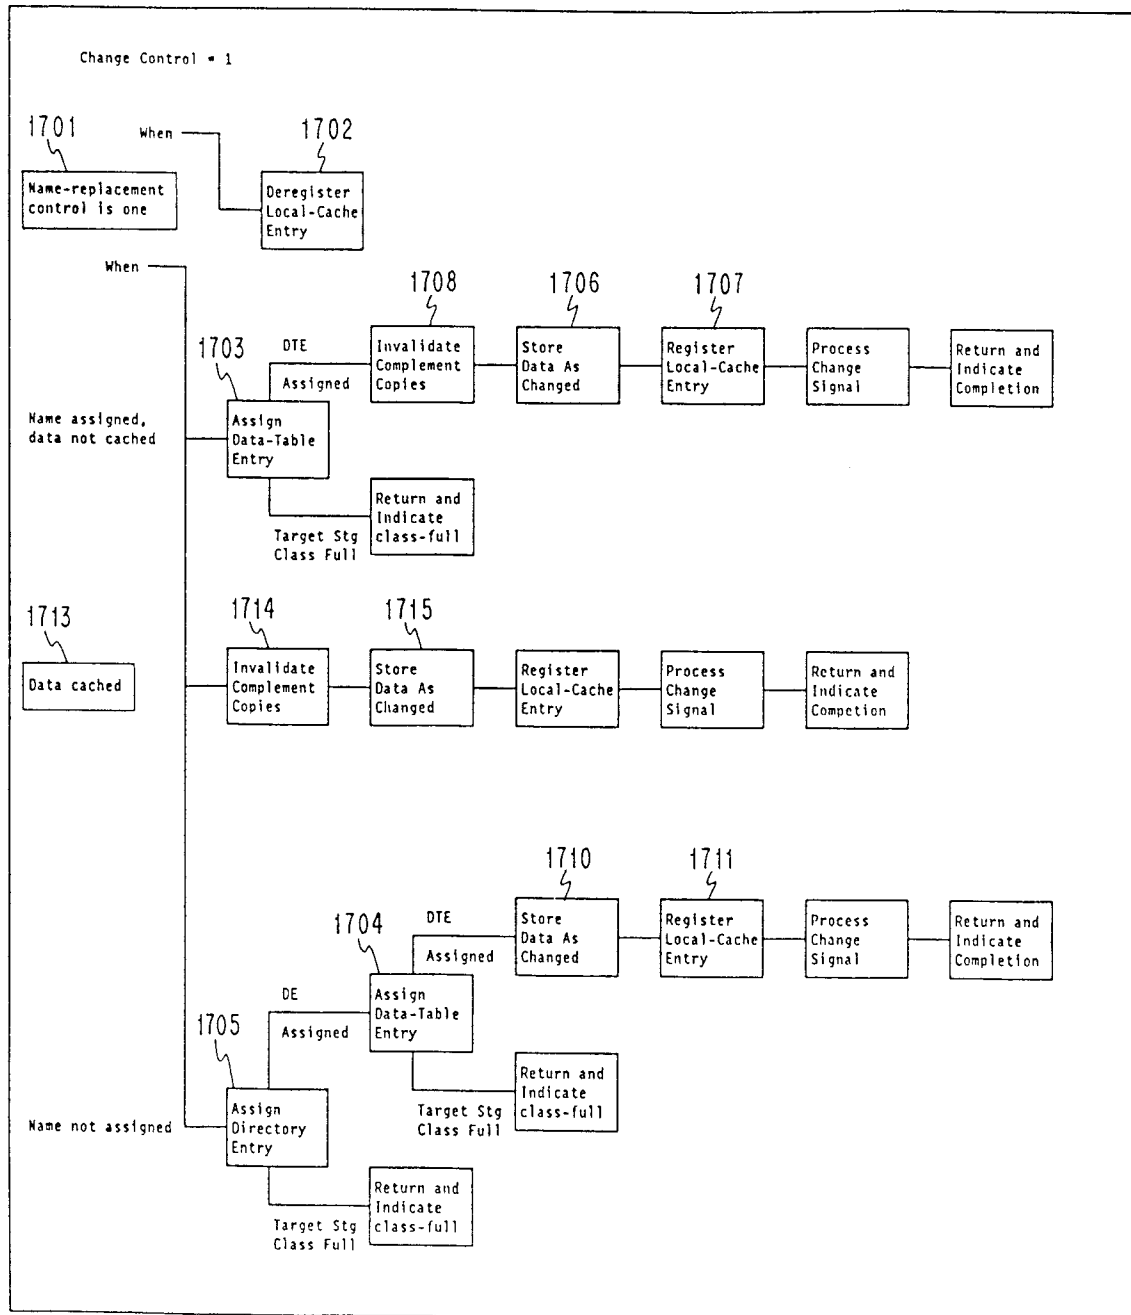 Change Control = 1
1701
When
1702
Name-replacement
control is one
Deregister
Local-Cache
Entry
When
1708
1706
1707
1703
DTE
Assigned
Invalidate
Complement
Copies
Store
Data As
Changed
Register
Local-Cache
Entry
Process
Change
Signal
Return and
Indicate
Completion
Name assigned,
data not cached
Assign
Data-Table
Entry
Target Stg
Class Full
Return and
Indicate
class-full
1713
1714
1715
Data cached
Invalidate
Complement
Copies
Store
Data As
Changed
Register
Local-Cache
Entry
Process
Change
Signal
Return and
Indicate
Competion
1710
1711
1704
DTE
Assigned
Store
Data As
Changed
Register
Local-Cache
Entry
Process
Change
Signal
Return and
Indicate
Completion
1705
DE
Assigned
Assign
Data-Table
Entry
Target Stg
Class Full
Return and
Indicate
class-full
Name not assigned
Assign
Directory
Entry
Target Stg
Class Full
Return and
Indicate
class-full